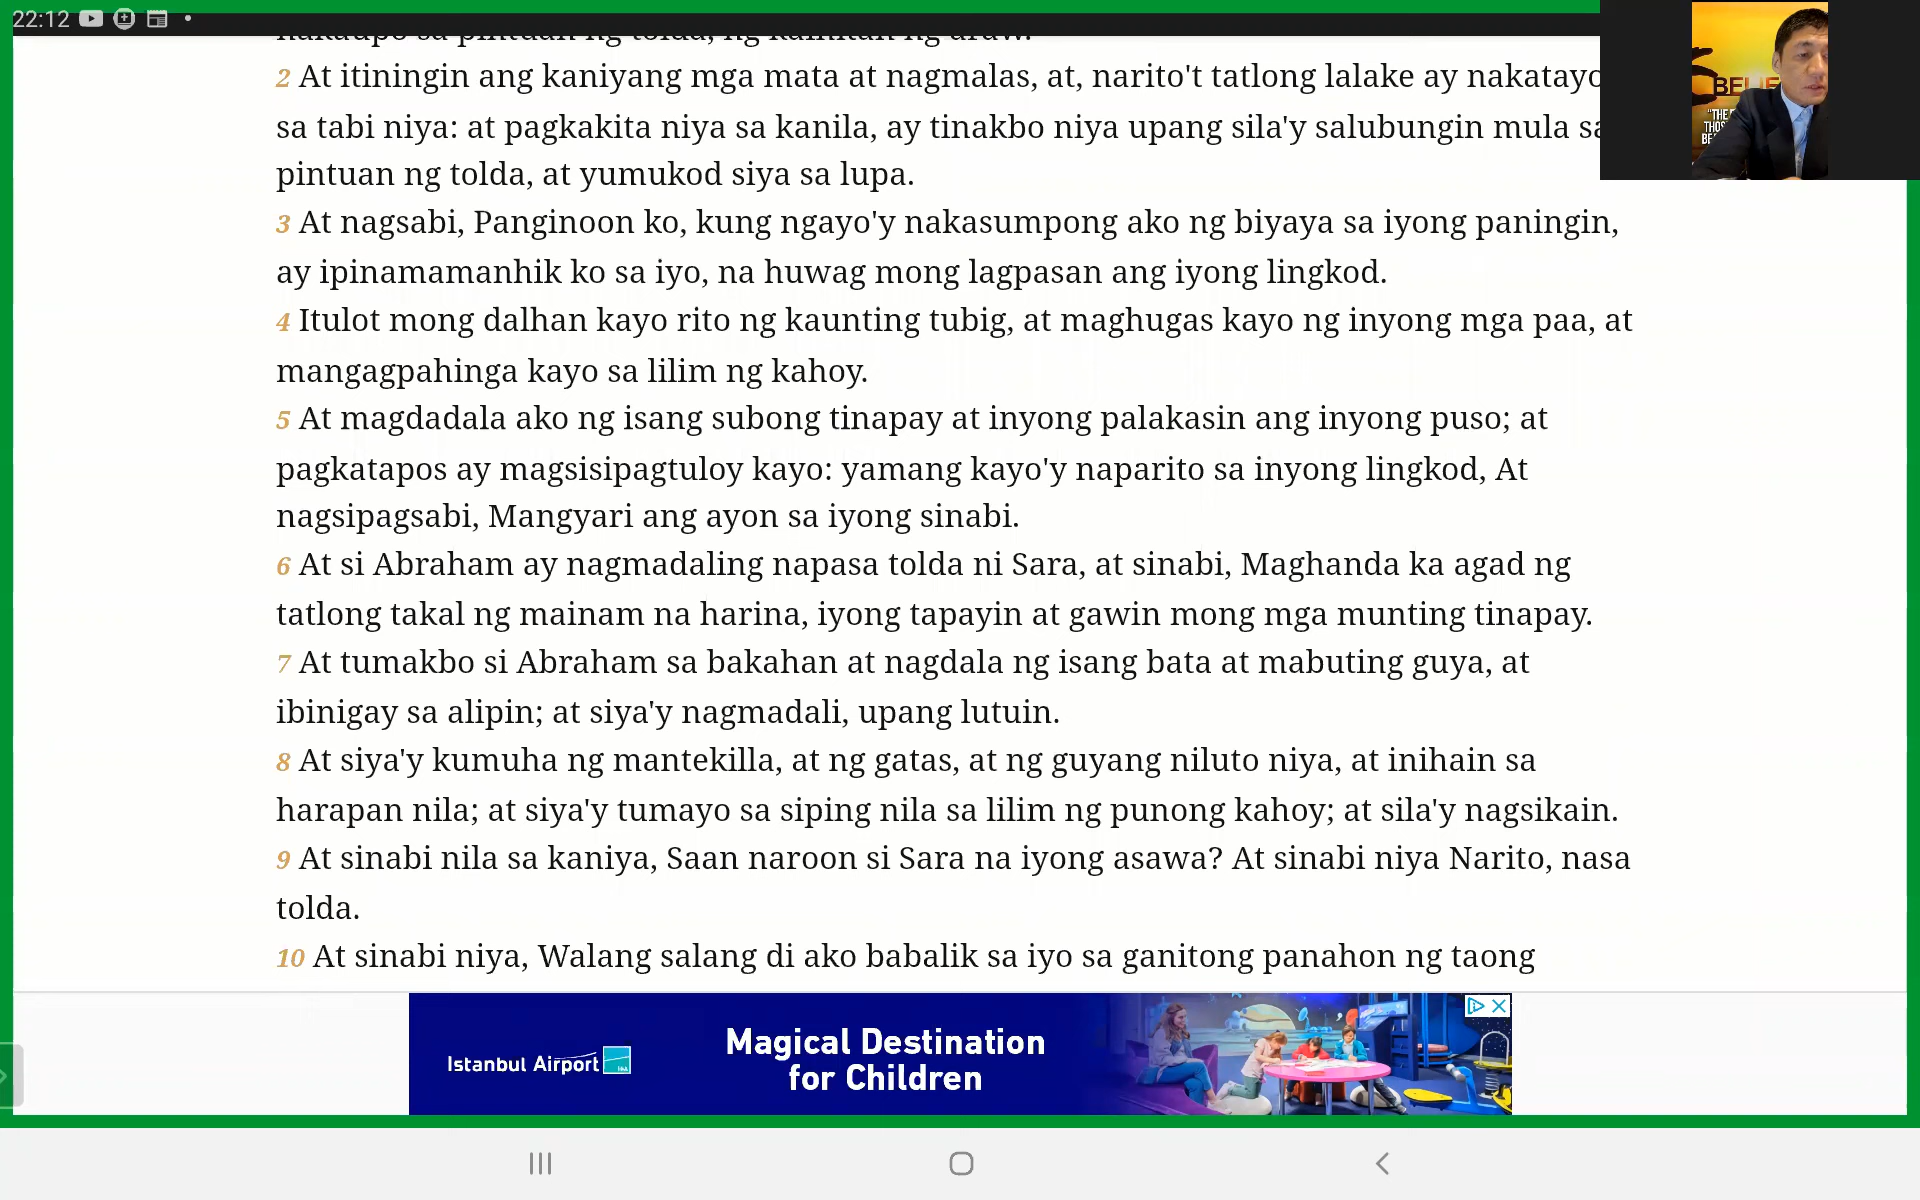 22:12
nakaupo sa pintuan ng tolda, ng kainitan ng araw.
2 At itiningin ang kaniyang mga mata at nagmalas, at, narito't tatlong lalake ay nakatayo
sa tabi niya: at pagkakita niya sa kanila, ay tinakbo niya upang sila'y salubungin mula sa
pintuan ng tolda, at yumukod siya sa lupa.
3 At nagsabi, Panginoon ko, kung ngayo'y nakasumpong ako ng biyaya sa iyong paningin,
ay ipinamamanhik ko sa iyo, na huwag mong lagpasan ang iyong lingkod.
4 Itulot mong dalhan kayo rito ng kaunting tubig, at maghugas kayo ng inyong mga paa, at
mangagpahinga kayo sa lilim ng kahoy.
5 At magdadala ako ng isang subong tinapay at inyong palakasin ang inyong puso; at
pagkatapos ay magsisipagtuloy kayo: yamang kayo'y naparito sa inyong lingkod, At
nagsipagsabi, Mangyari ang ayon sa iyong sinabi.
6 At si Abraham ay nagmadaling napasa tolda ni Sara, at sinabi, Maghanda ka agad ng
tatlong takal ng mainam na harina, iyong tapayin at gawin mong mga munting tinapay.
7 At tumakbo si Abraham sa bakahan at nagdala ng isang bata at mabuting guya, at
ibinigay sa alipin; at siya'y nagmadali, upang lutuin.
8 At siya'y kumuha ng mantekilla, at ng gatas, at ng guyang niluto niya, at inihain sa
harapan nila; at siya'y tumayo sa siping nila sa lilim ng punong kahoy; at sila'y nagsikain.
9 At sinabi nila sa kaniya, Saan naroon si Sara na iyong asawa? At sinabi niya Narito, nasa
tolda.
10 At sinabi niya, Walang salang di ako babalik sa iyo sa ganitong panahon ng taong
Istanbul Airport
Magical Destination
for Children
"THE